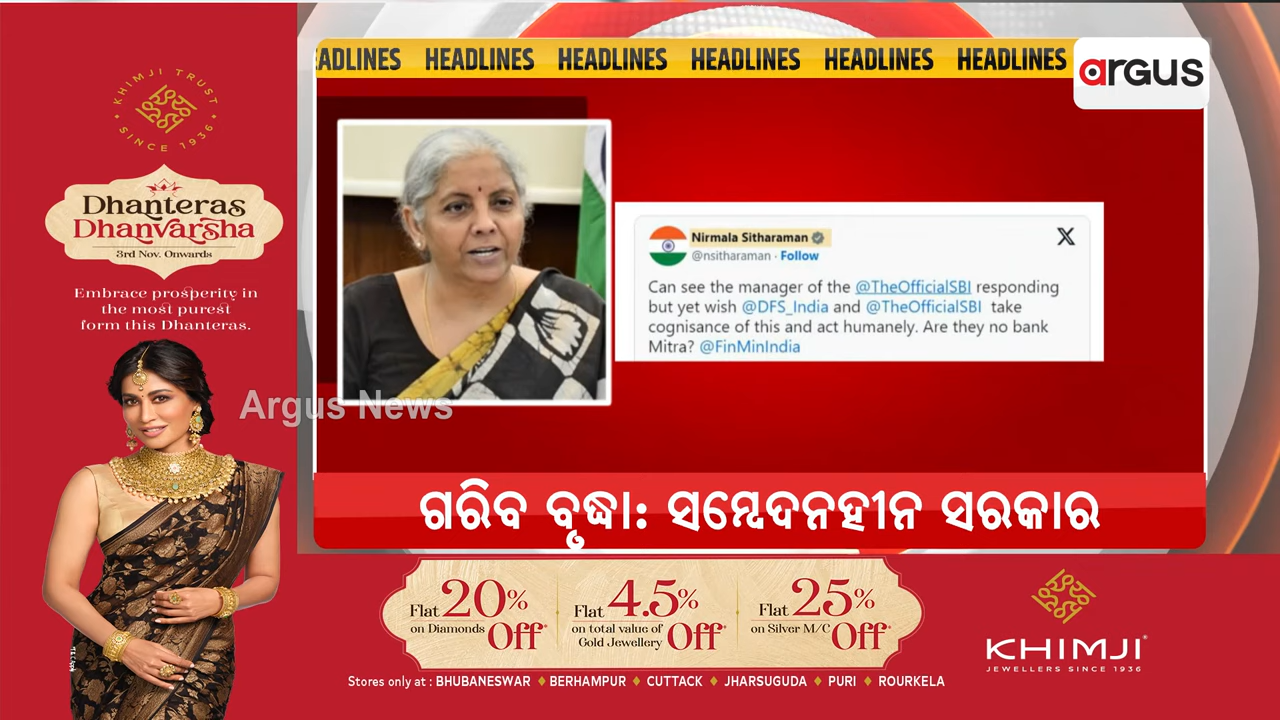 KHIMJI TRUST
SINCE 1936
Dhanteras
Dhanvarsha
3rd Nov. Onwards
Embrace prosperity in
the most purest
form this Dhanteras.
ADLINES HEADLINES HEADLINES HEADLINES HEADLINES HEADLINES
argus
Nirmala Sitharaman
@nsitharaman · Follow
X
Can see the manager of the @TheOfficialSBI responding
but yet wish @DFS_India and @TheOfficialSBI take
cognisance of this and act humanely. Are they no bank
Mitra? @FinMinIndia
Argus News
ଗରିବ ବୃଦ୍ଧା: ସମ୍ବେଦନହୀନ ସରକାର
Flat 20% Off*
on Diamonds
Flat 4.5% Off*
on total value of
Gold Jewellery
Flat 25% Off*
on Silver M/C
KHIMJI
JEWELLERS SINCE 1936
Stores only at : BHUBANESWAR ♦ BERHAMPUR ♦ CUTTACK ♦ JHARSUGUDA ♦ PURI ♦ ROURKELA